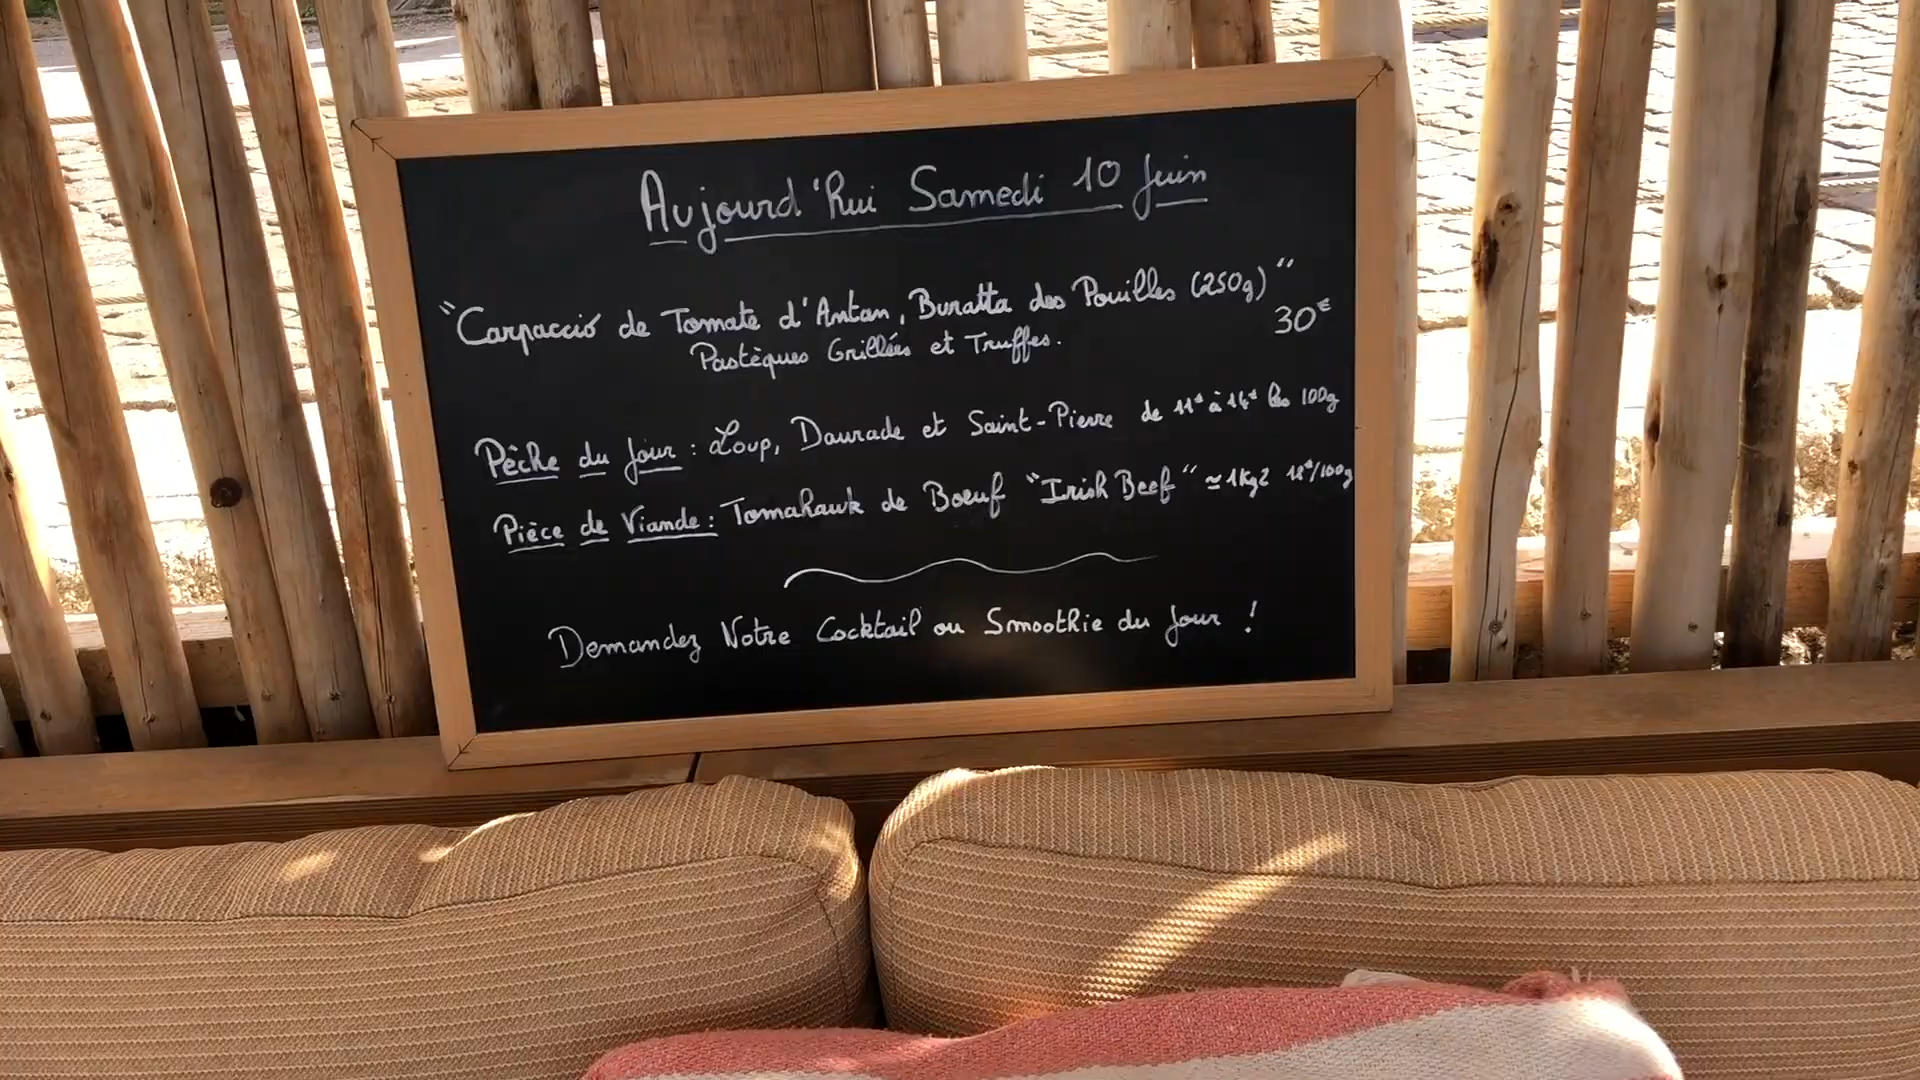 Aujourd'Hui Samedi 10 Juin
"Carpaccio de Tomate d'Antan, Buratta des Pouilles (250g)"
Pastèques Grillées et Truffes. 30€
Pêche du Jour : Loup, Daurade et Saint-Pierre de 11€ à 14€ les 100g
Pièce de Viande : Tomahawk de Boeuf "Irish Beef" ≃ 1Kg2 /100g
Demandez Notre Cocktail ou Smoothie du Jour !